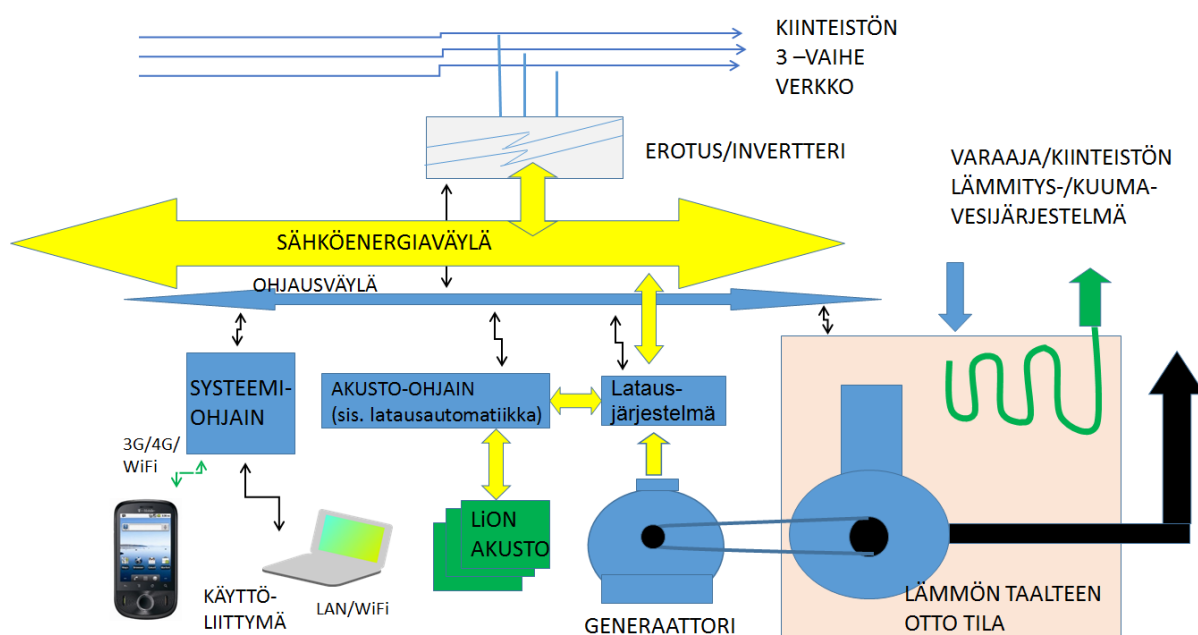 KIINTEISTÖN
3 –VAIHE
VERKKO
EROTUS/INVERTTERI
VARAAJA/KIINTEISTÖN
LÄMMITYS-/KUUMA-
VESIJÄRJESTELMÄ
SÄHKÖENERGIAVÄYLÄ
OHJAUSVÄYLÄ
SYSTEEMI-
OHJAIN
AKUSTO-OHJAIN
(sis. latausautomatiikka)
Lataus-
järjestelmä
3G/4G/
WiFi
LiON
AKUSTO
KÄYTTÖ-
LIITTYMÄ
LAN/WiFi
GENERAATTORI
LÄMMÖN TAALTEEN
OTTO TILA